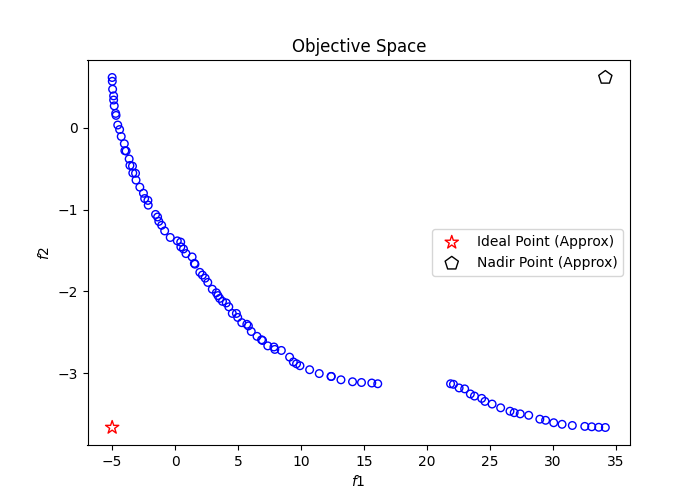 Objective Space
0
−1
−2
−3
f2
Ideal Point (Approx)
Nadir Point (Approx)
−5 0 5 10 15 20 25 30 35
f1